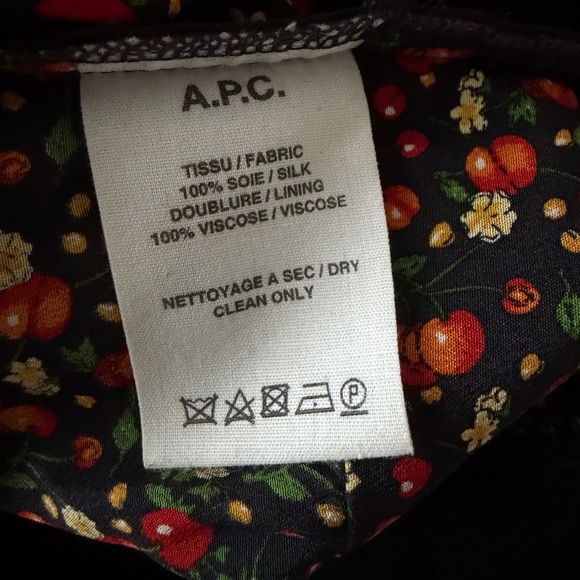 A.P.C.
TISSU / FABRIC
100% SOIE / SILK
DOUBLURE / LINING
100% VISCOSE / VISCOSE
NETTOYAGE A SEC / DRY
CLEAN ONLY
P